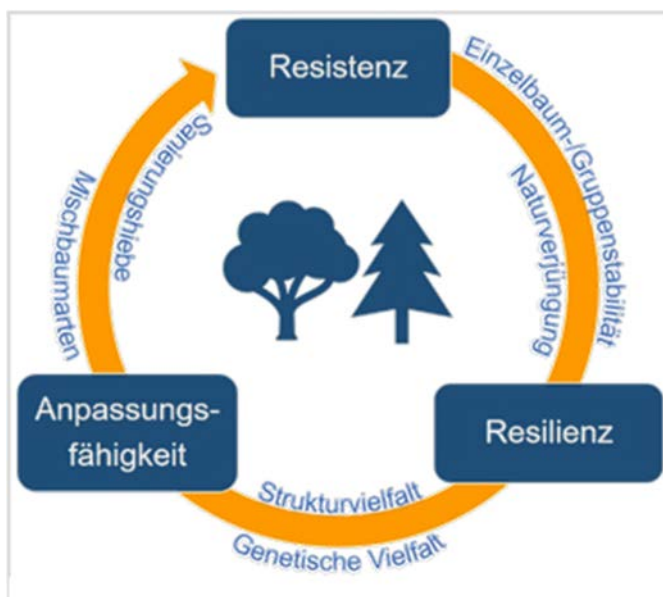 Resistenz
Einzelbaum-/Gruppenstabilität
Naturverjüngung
Resilienz
Strukturvielfalt
Genetische Vielfalt
Anpassungs-
fähigkeit
Mischbaumarten
Sanierungshiebe